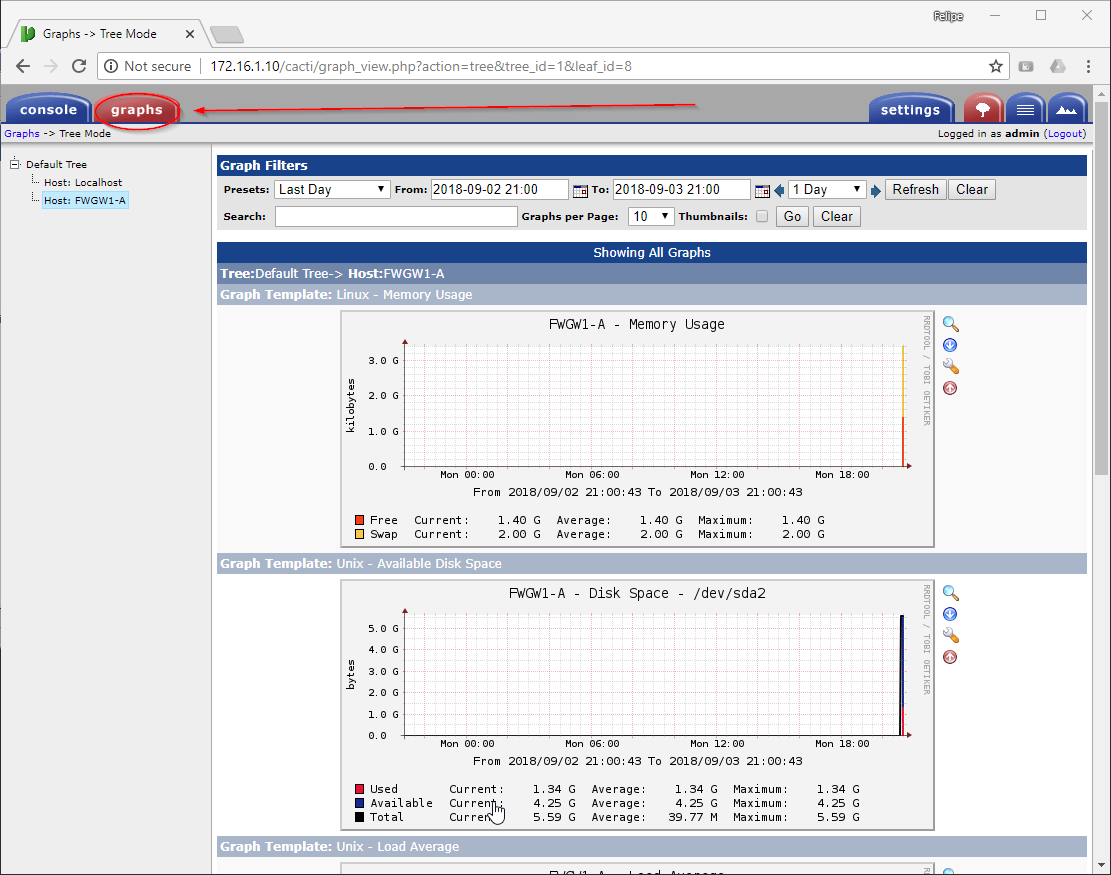 Felipe
Graphs -> Tree Mode
Not secure 172.16.1.10/cacti/graph_view.php?action=tree&tree_id=1&leaf_id=8
console graphs settings
Graphs -> Tree Mode Logged in as admin (Logout)
Default Tree
Host: Localhost
Host: FWGW1-A
Graph Filters
Presets: Last Day From: 2018-09-02 21:00 To: 2018-09-03 21:00 1 Day Refresh Clear
Search: Graphs per Page: 10 Thumbnails: Go Clear
Showing All Graphs
Tree:Default Tree-> Host:FWGW1-A
Graph Template: Linux - Memory Usage
FWGW1-A - Memory Usage
RRDTOOL / TOBI OETIKER
kilobytes
3.0 G
2.0 G
1.0 G
0.0
Mon 00:00 Mon 06:00 Mon 12:00 Mon 18:00
From 2018/09/02 21:00:43 To 2018/09/03 21:00:43
Free Current: 1.40 G Average: 1.40 G Maximum: 1.40 G
Swap Current: 2.00 G Average: 2.00 G Maximum: 2.00 G
Graph Template: Unix - Available Disk Space
FWGW1-A - Disk Space - /dev/sda2
RRDTOOL / TOBI OETIKER
bytes
5.0 G
4.0 G
3.0 G
2.0 G
1.0 G
0.0
Mon 00:00 Mon 06:00 Mon 12:00 Mon 18:00
From 2018/09/02 21:00:43 To 2018/09/03 21:00:43
Used Current: 1.34 G Average: 1.34 G Maximum: 1.34 G
Available Current: 4.25 G Average: 4.25 G Maximum: 4.25 G
Total Current: 5.59 G Average: 39.77 M Maximum: 5.59 G
Graph Template: Unix - Load Average
FWGW1-A - Load Average